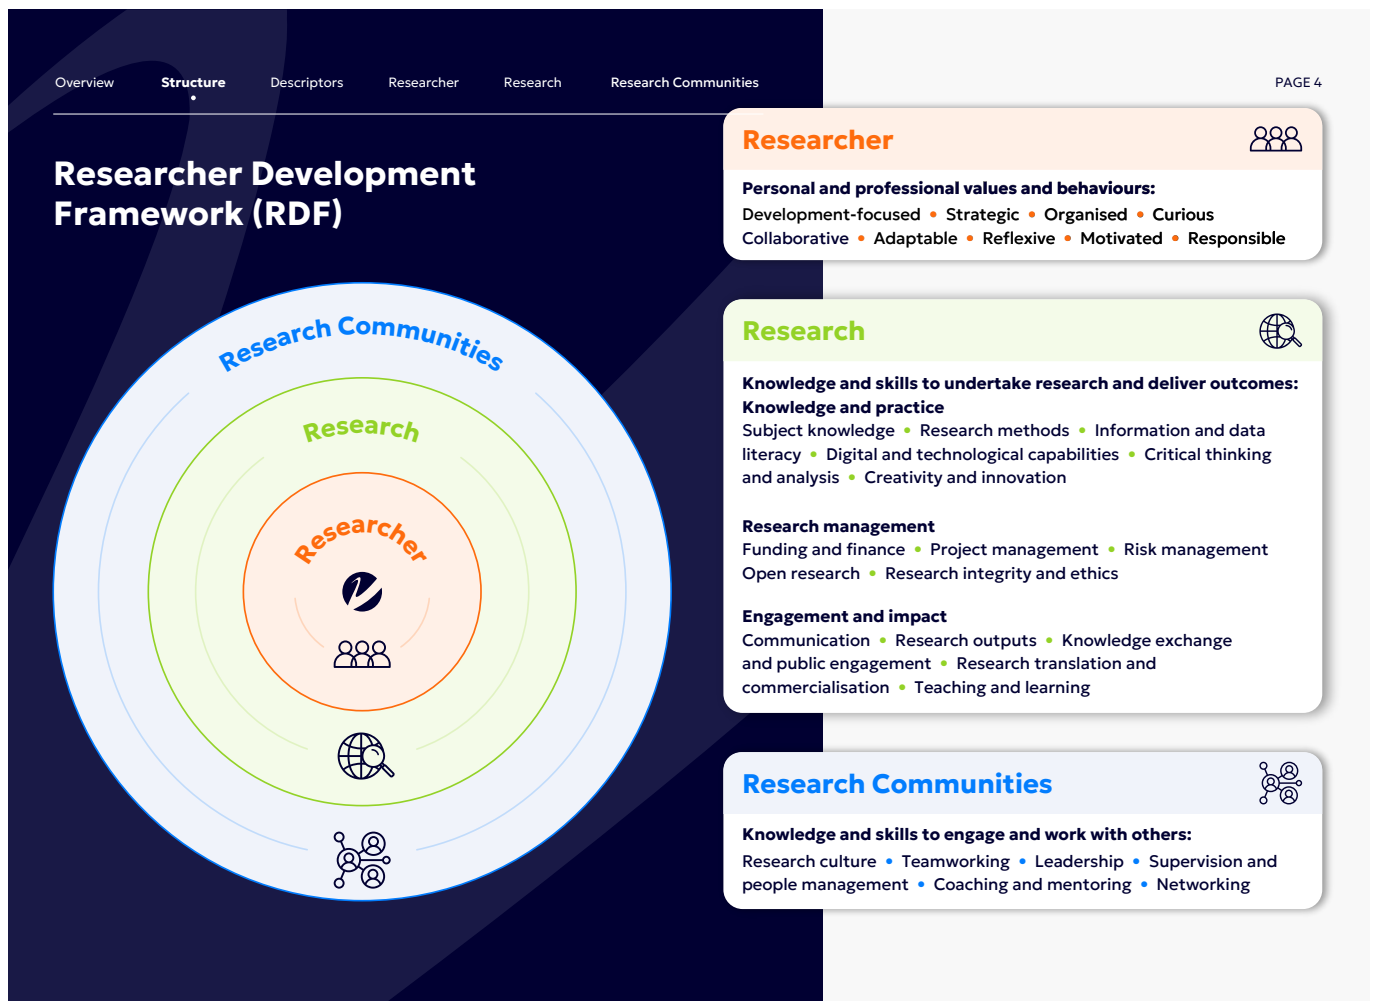 Overview Structure Descriptors Researcher Research Research Communities
PAGE 4
Researcher Development
Framework (RDF)
Research Communities
Research
Researcher
Researcher
Personal and professional values and behaviours:
Development-focused • Strategic • Organised • Curious
Collaborative • Adaptable • Reflexive • Motivated • Responsible
Research
Knowledge and skills to undertake research and deliver outcomes:
Knowledge and practice
Subject knowledge • Research methods • Information and data
literacy • Digital and technological capabilities • Critical thinking
and analysis • Creativity and innovation
Research management
Funding and finance • Project management • Risk management
Open research • Research integrity and ethics
Engagement and impact
Communication • Research outputs • Knowledge exchange
and public engagement • Research translation and
commercialisation • Teaching and learning
Research Communities
Knowledge and skills to engage and work with others:
Research culture • Teamworking • Leadership • Supervision and
people management • Coaching and mentoring • Networking